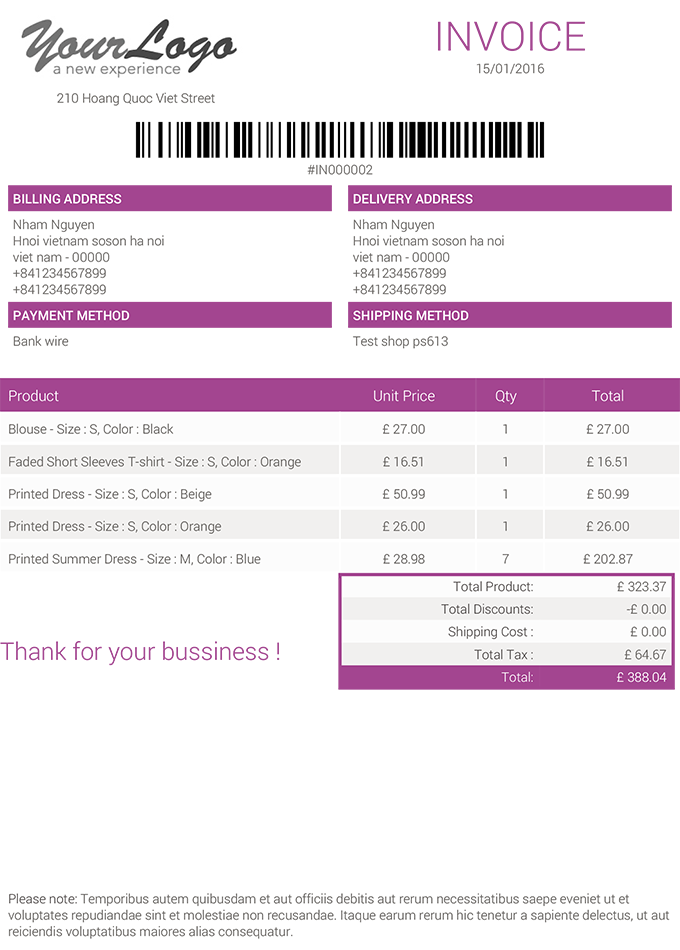 YourLogo
a new experience
INVOICE
15/01/2016
210 Hoang Quoc Viet Street
#IN000002
BILLING ADDRESS
Nham Nguyen
Hnoi vietnam soson ha noi
viet nam - 00000
+841234567899
+841234567899
DELIVERY ADDRESS
Nham Nguyen
Hnoi vietnam soson ha noi
viet nam - 00000
+841234567899
+841234567899
PAYMENT METHOD
Bank wire
SHIPPING METHOD
Test shop ps613
Product Unit Price Qty Total
Blouse - Size : S, Color : Black £ 27.00 1 £ 27.00
Faded Short Sleeves T-shirt - Size : S, Color : Orange £ 16.51 1 £ 16.51
Printed Dress - Size : S, Color : Beige £ 50.99 1 £ 50.99
Printed Dress - Size : S, Color : Orange £ 26.00 1 £ 26.00
Printed Summer Dress - Size : M, Color : Blue £ 28.98 7 £ 202.87
Total Product: £ 323.37
Total Discounts: -£ 0.00
Shipping Cost : £ 0.00
Total Tax : £ 64.67
Total: £ 388.04
Thank for your bussiness !
Please note: Temporibus autem quibusdam et aut officiis debitis aut rerum necessitatibus saepe eveniet ut et
voluptates repudiandae sint et molestiae non recusandae. Itaque earum rerum hic tenetur a sapiente delectus, ut aut
reiciendis voluptatibus maiores alias consequatur.